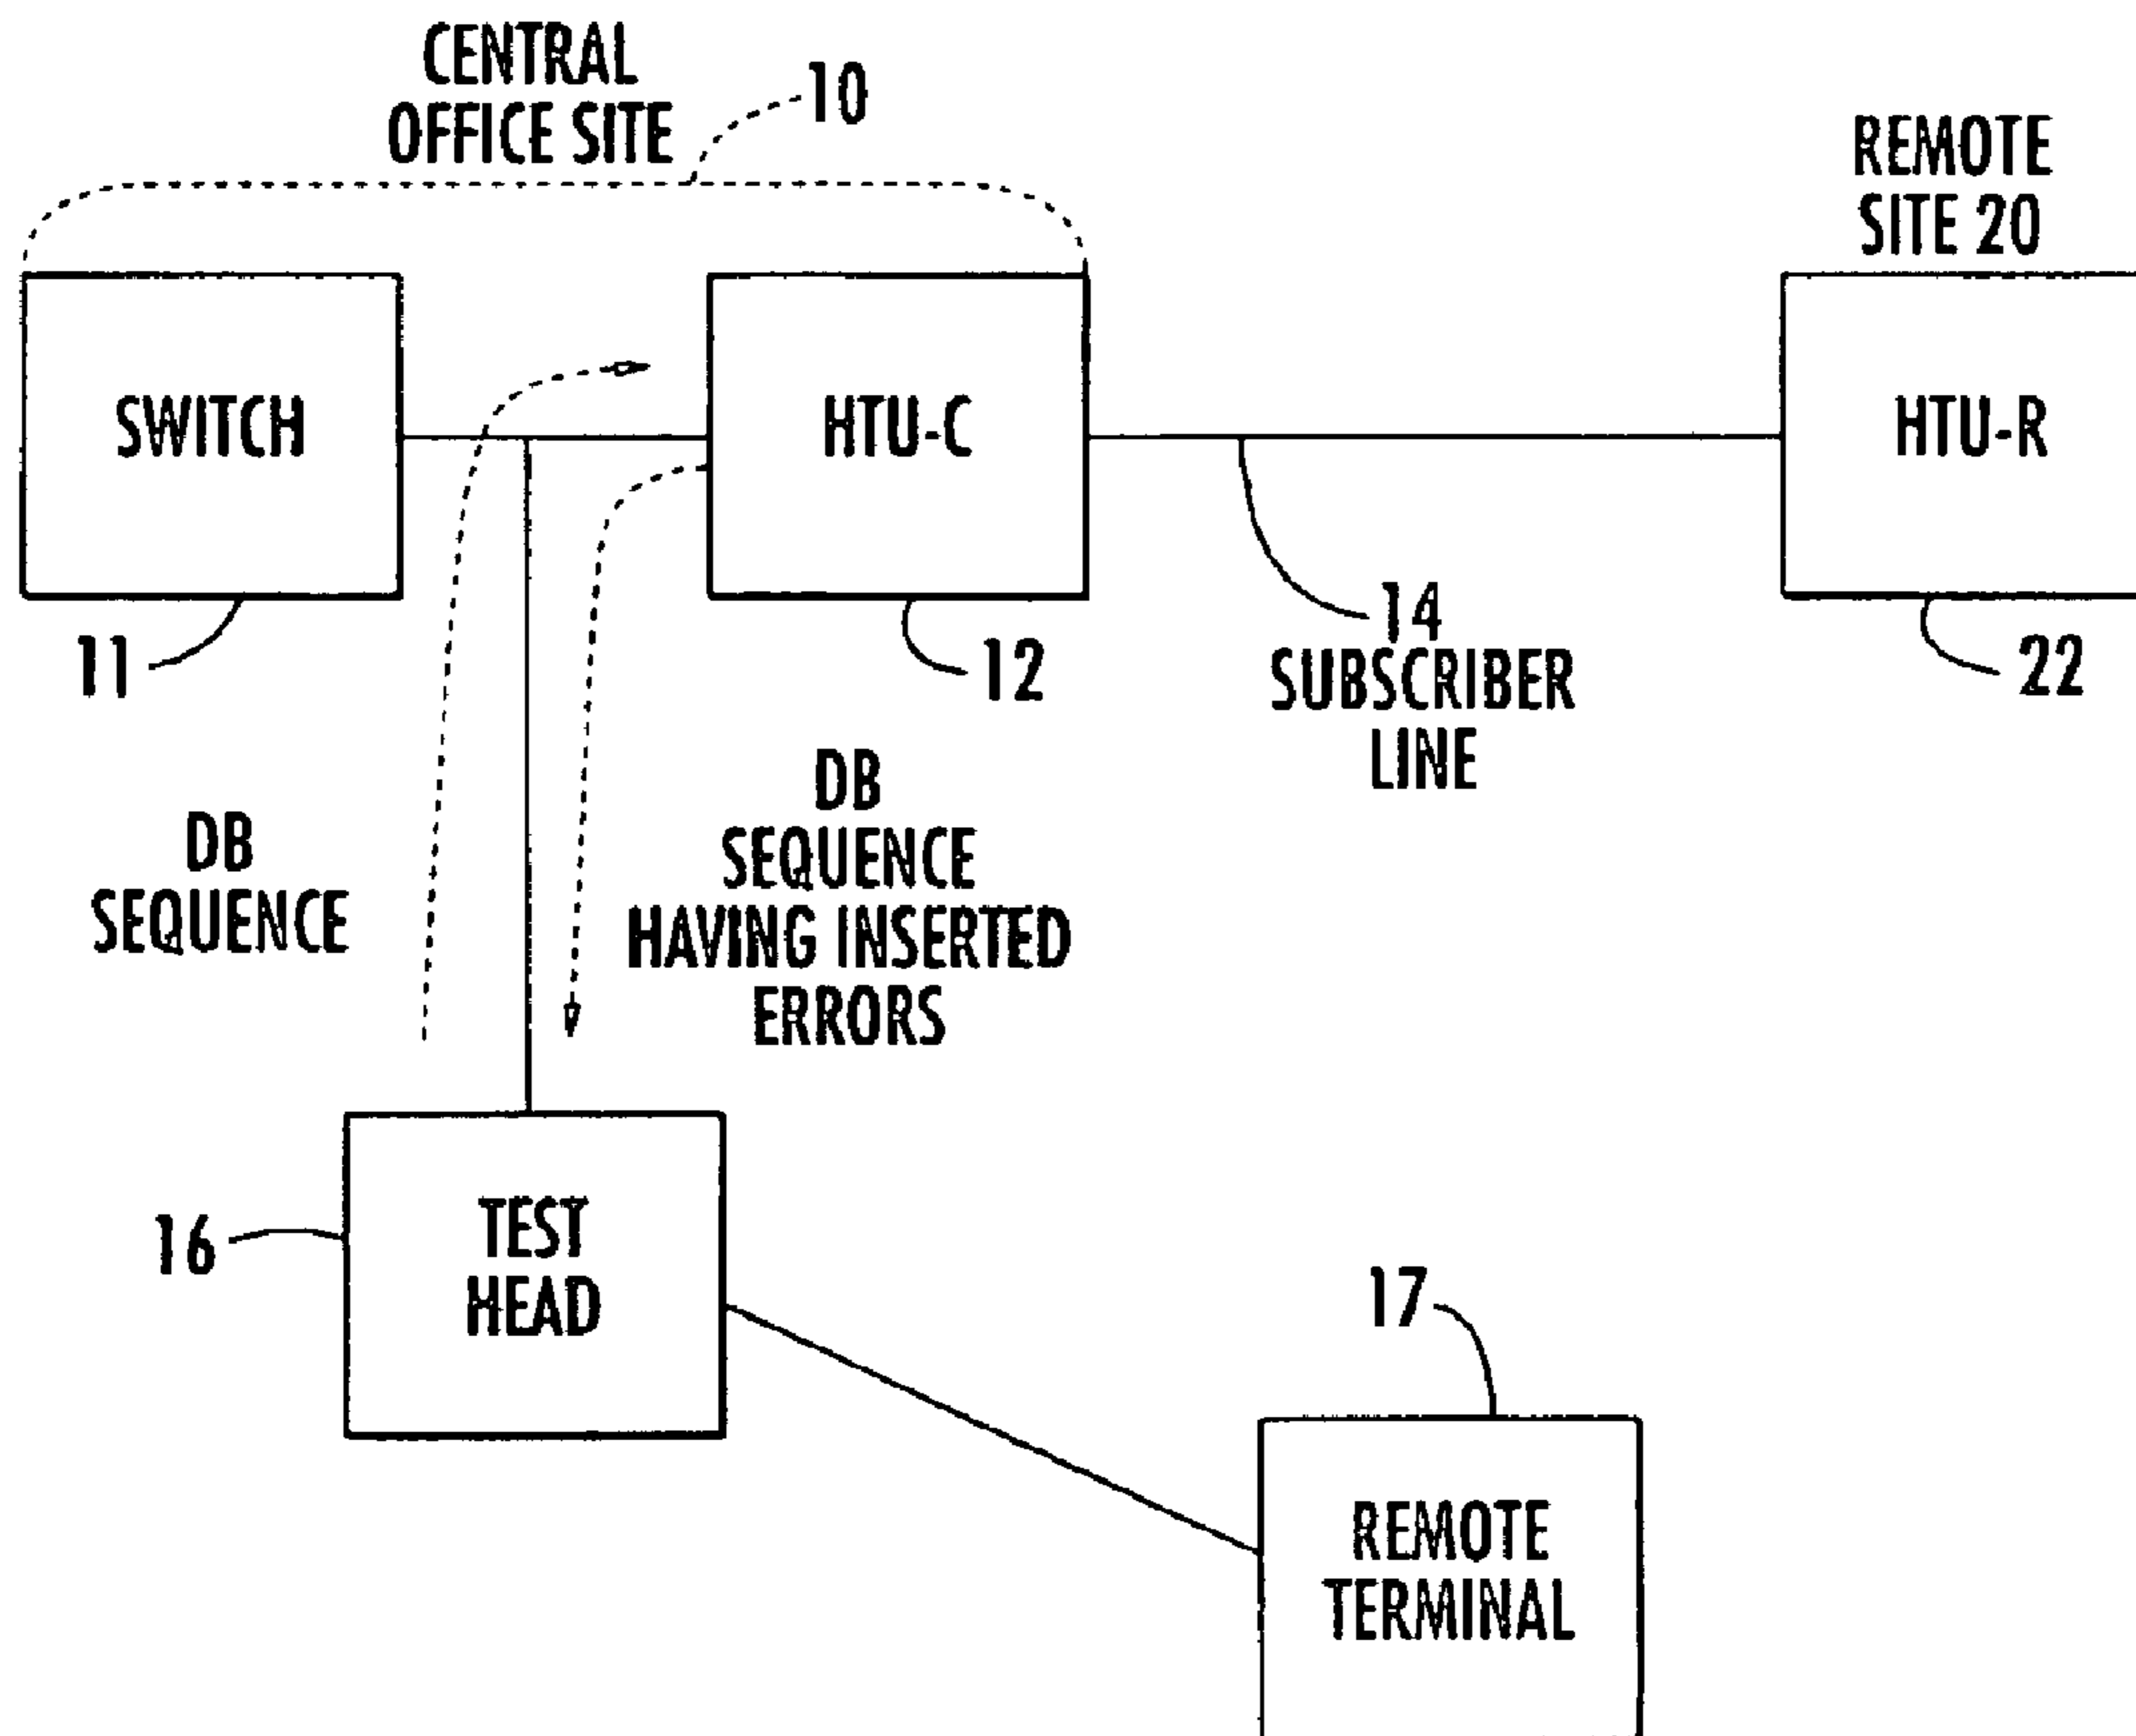 CENTRAL
OFFICE SITE
10
REMOTE
SITE 20
SWITCH
HTU-C
HTU-R
11
12
14
SUBSCRIBER
LINE
22
DB
SEQUENCE
DB
SEQUENCE
HAVING INSERTED
ERRORS
16
TEST
HEAD
17
REMOTE
TERMINAL